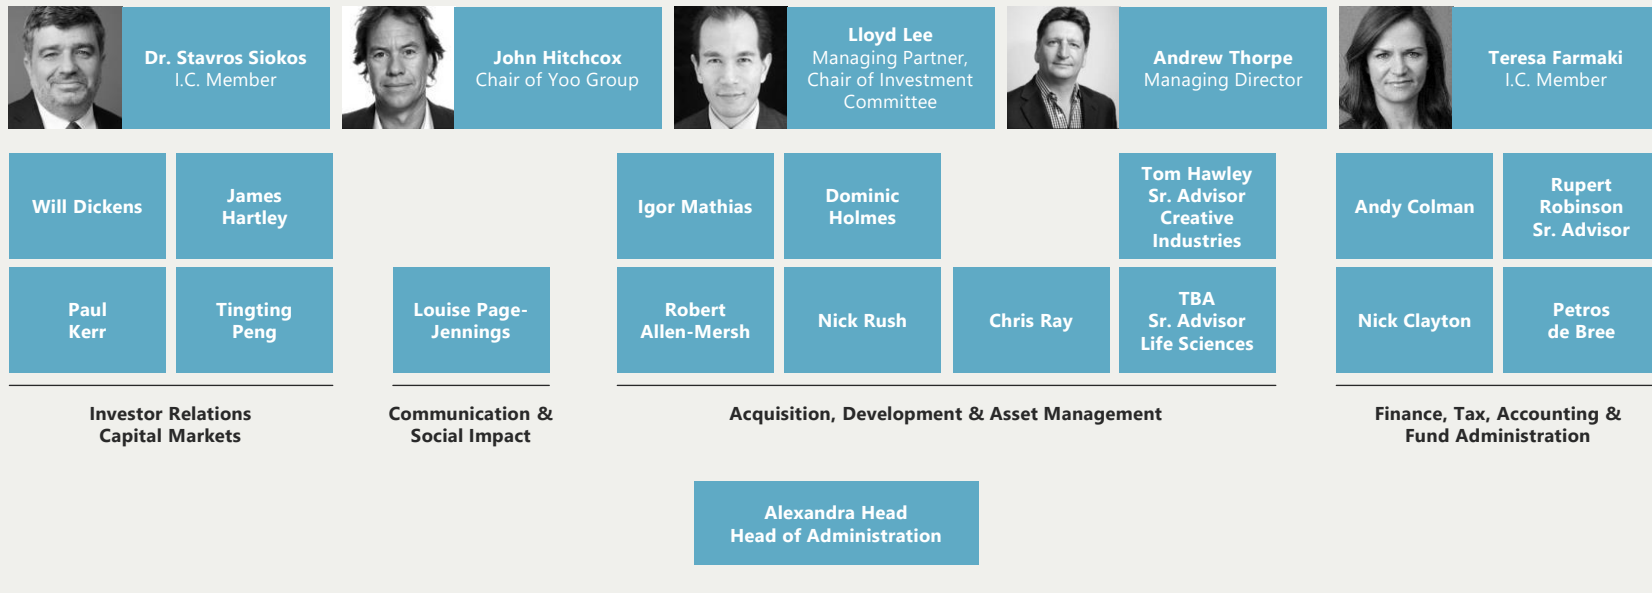 Dr. Stavros Siokos
I.C. Member
John Hitchcox
Chair of Yoo Group
Lloyd Lee
Managing Partner,
Chair of Investment
Committee
Andrew Thorpe
Managing Director
Teresa Farmaki
I.C. Member
Will Dickens
James
Hartley
Igor Mathias
Dominic
Holmes
Tom Hawley
Sr. Advisor
Creative
Industries
Andy Colman
Rupert
Robinson
Sr. Advisor
Paul
Kerr
Tingting
Peng
Louise Page-
Jennings
Robert
Allen-Mersh
Nick Rush
Chris Ray
TBA
Sr. Advisor
Life Sciences
Nick Clayton
Petros
de Bree
Investor Relations
Capital Markets
Communication &
Social Impact
Acquisition, Development & Asset Management
Finance, Tax, Accounting &
Fund Administration
Alexandra Head
Head of Administration